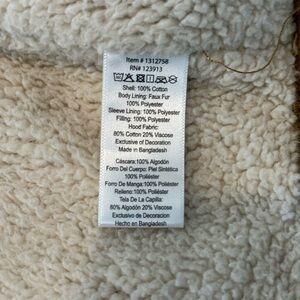 Item # 1312758
RN# 123913
Shell: 100% Cotton
Body Lining: Faux Fur
100% Polyester
Sleeve Lining: 100% Polyester
Filling: 100% Polyester
Hood Fabric:
80% Cotton 20% Viscose
Exclusive of Decoration
Made in Bangladesh
Cáscara:100% Algodón
Forro Del Cuerpo: Piel Sintética
100% Poliéster
Forro De Manga:100% Poliéster
Relleno:100% Poliéster
Tela De La Capilla:
80% Algodón 20% Viscose
Exclusivo de Decoracion
Hecho en Bangladesh